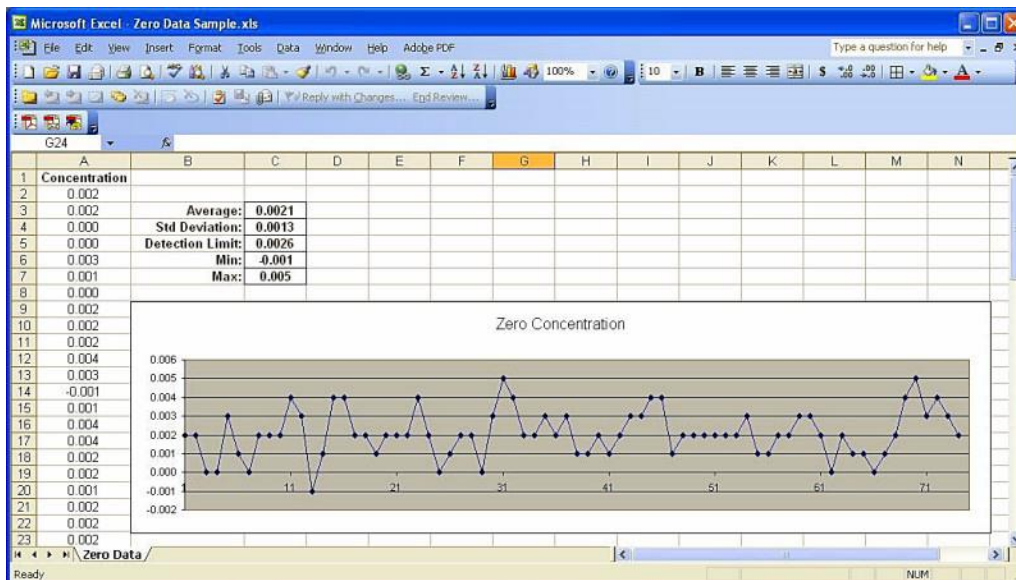 Microsoft Excel - Zero Data Sample.xls
File Edit View Insert Format Tools Data Window Help Adobe PDF Type a question for help
100% 10 B $
Reply with Changes... End Review...
G24 fx
A B C D E F G H I J K L M N
1 Concentration
2 0.002
3 0.002 Average: 0.0021
4 0.000 Std Deviation: 0.0013
5 0.000 Detection Limit: 0.0026
6 0.003 Min: -0.001
7 0.001 Max: 0.005
8 0.000
9 0.002
10 0.002
11 0.002
12 0.004
13 0.003
14 -0.001
15 0.001
16 0.004
17 0.004
18 0.002
19 0.002
20 0.001
21 0.002
22 0.002
23 0.002
Zero Concentration
0.006
0.005
0.004
0.003
0.002
0.001
0.000
-0.001
-0.002
1 11 21 31 41 51 61 71
Zero Data
Ready NUM